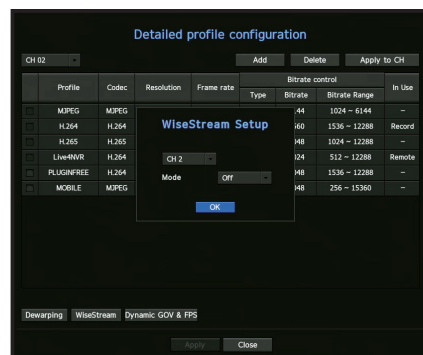 Detailed profile configuration
CH 02
Add Delete Apply to CH
Profile Codec Resolution Frame rate Bitrate control In Use
Type Bitrate Bitrate Range
MJPEG MJPEG 1024 ~ 6144 -
H.264 H.264 1536 ~ 12288 Record
H.265 H.265 1024 ~ 12288 -
Live4NVR H.264 512 ~ 12288 Remote
PLUGINFREE H.264 1536 ~ 12288 -
MOBILE MJPEG 256 ~ 15360 -
WiseStream Setup
CH 2
Mode Off
OK
Dewarping WiseStream Dynamic GOV & FPS
Apply Close